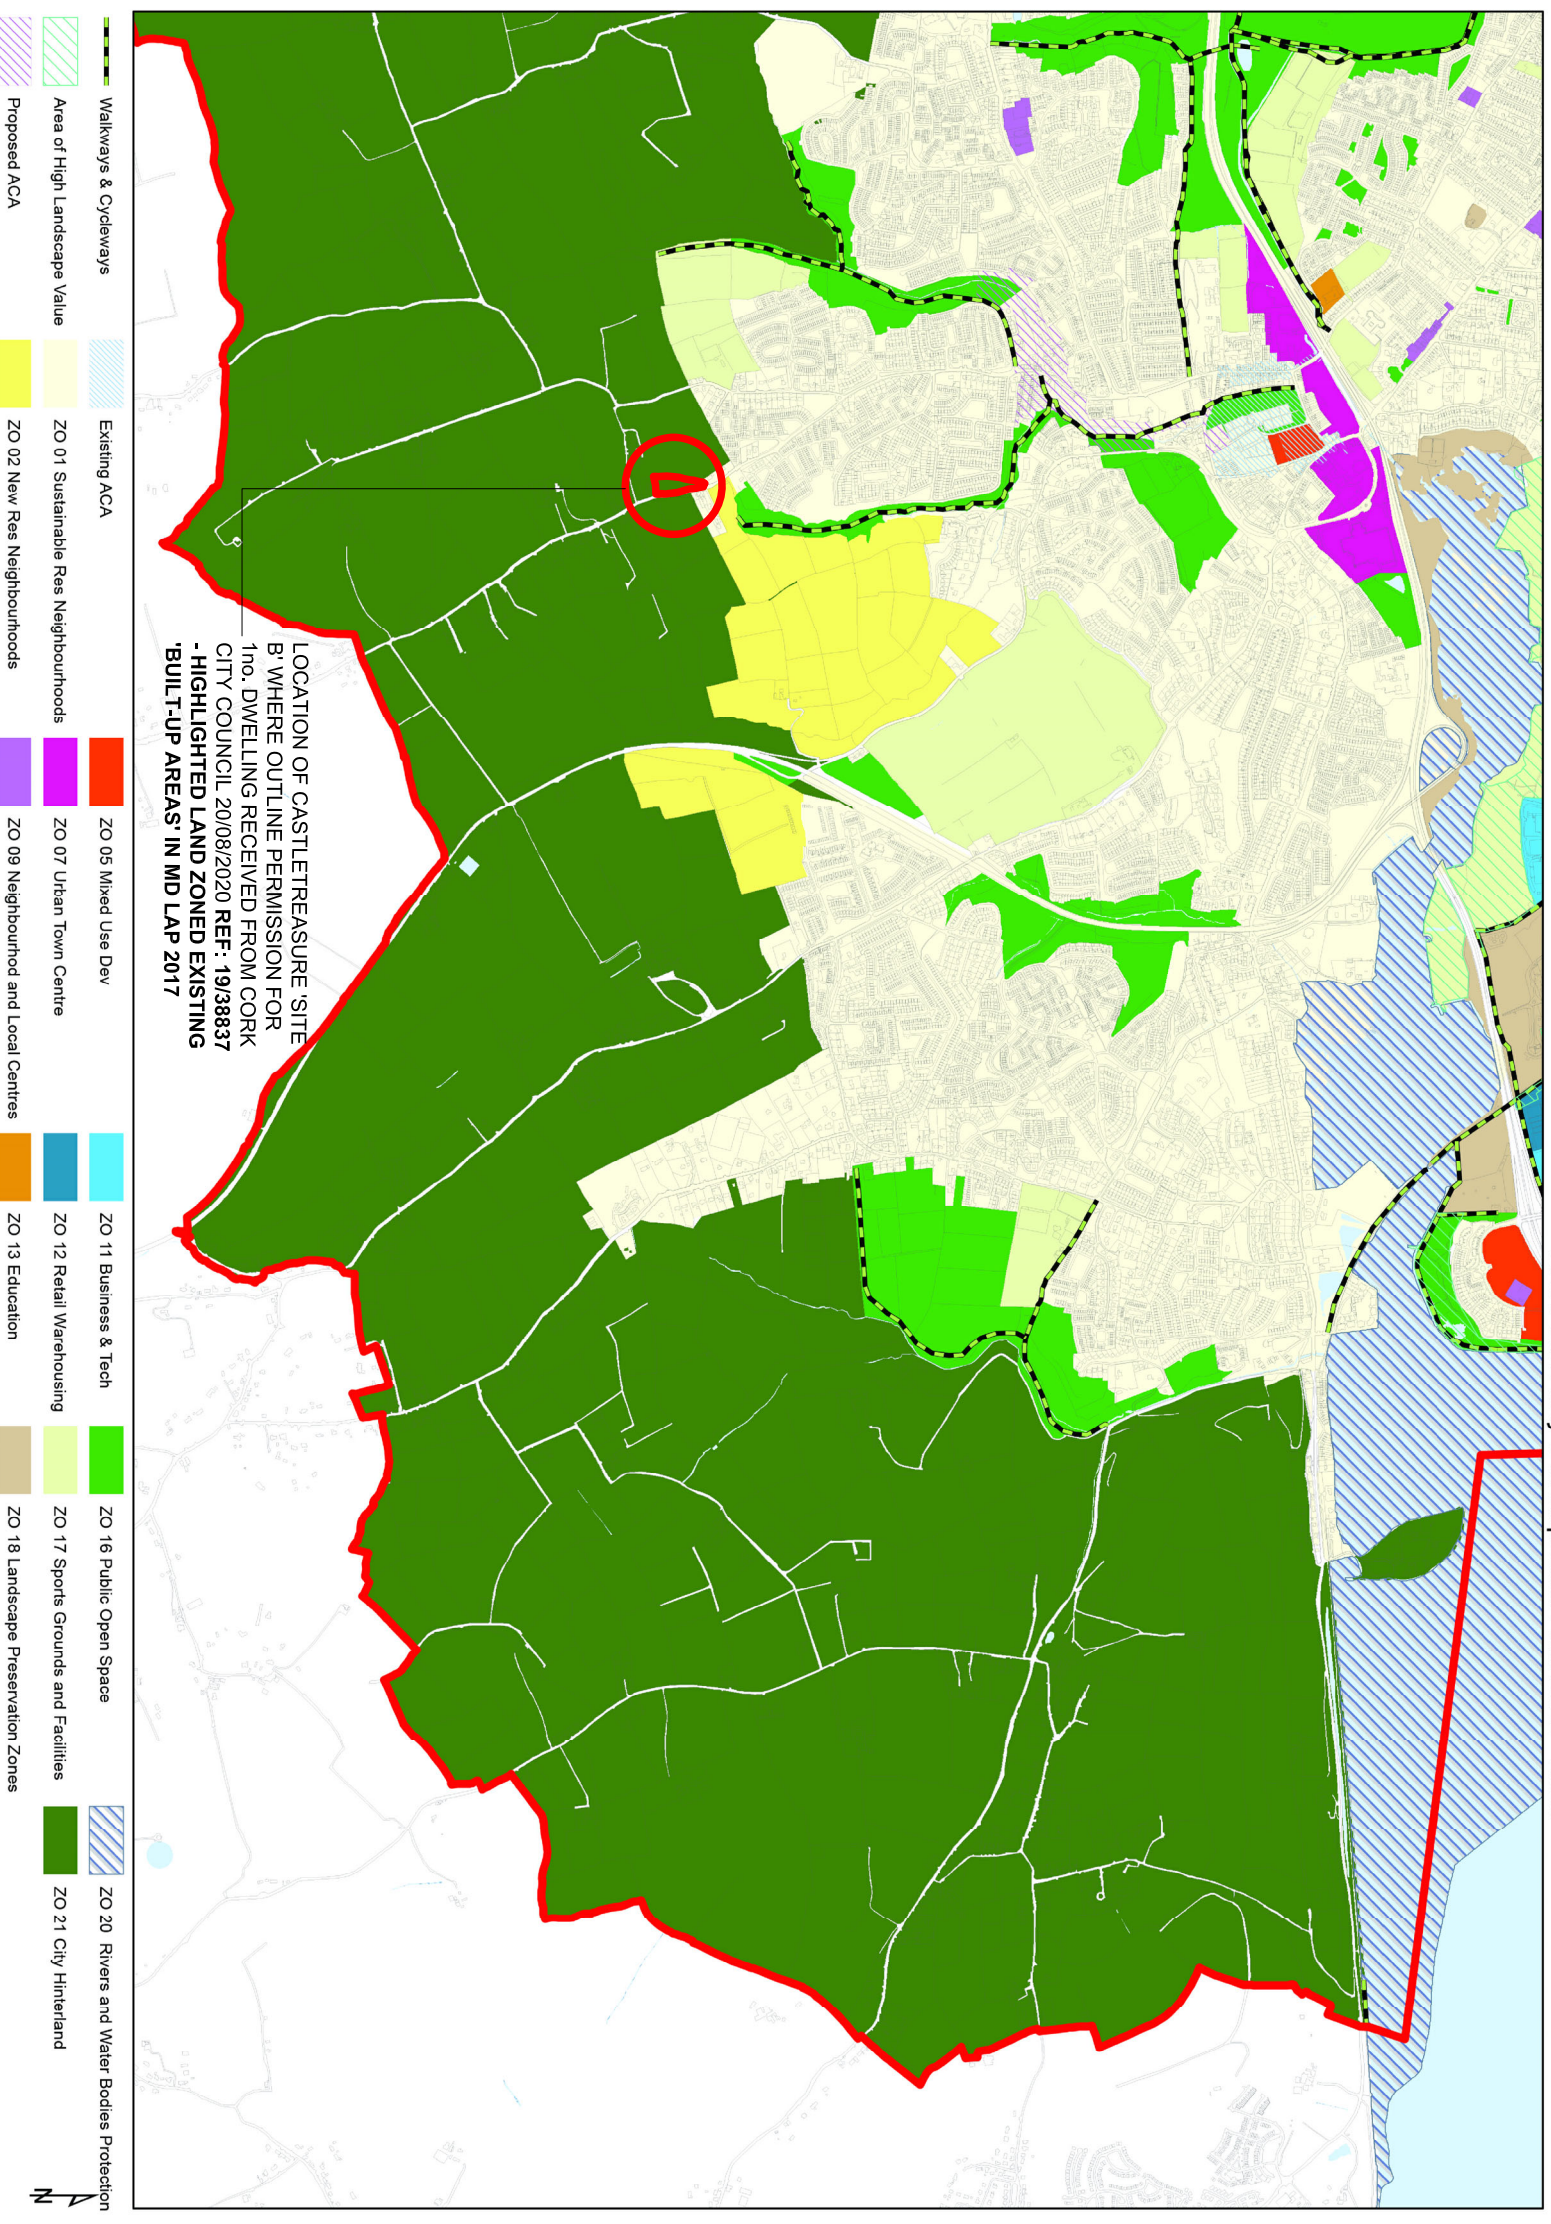 LOCATION OF CASTLETREASURE 'SITE
B' WHERE OUTLINE PERMISSION FOR
1no. DWELLING RECEIVED FROM CORK
CITY COUNCIL 20/08/2020 REF: 19/38837
- HIGHLIGHTED LAND ZONED EXISTING
'BUILT-UP AREAS' IN MD LAP 2017
Walkways & Cycleways
Area of High Landscape Value
Proposed ACA
Existing ACA
ZO 01 Sustainable Res Neighbourhoods
ZO 02 New Res Neighbourhoods
ZO 05 Mixed Use Dev
ZO 07 Urban Town Centre
ZO 09 Neighbourhod and Local Centres
ZO 11 Business & Tech
ZO 12 Retail Warehousing
ZO 13 Education
ZO 16 Public Open Space
ZO 17 Sports Grounds and Facilities
ZO 18 Landscape Preservation Zones
ZO 20 Rivers and Water Bodies Protection
ZO 21 City Hinterland
N